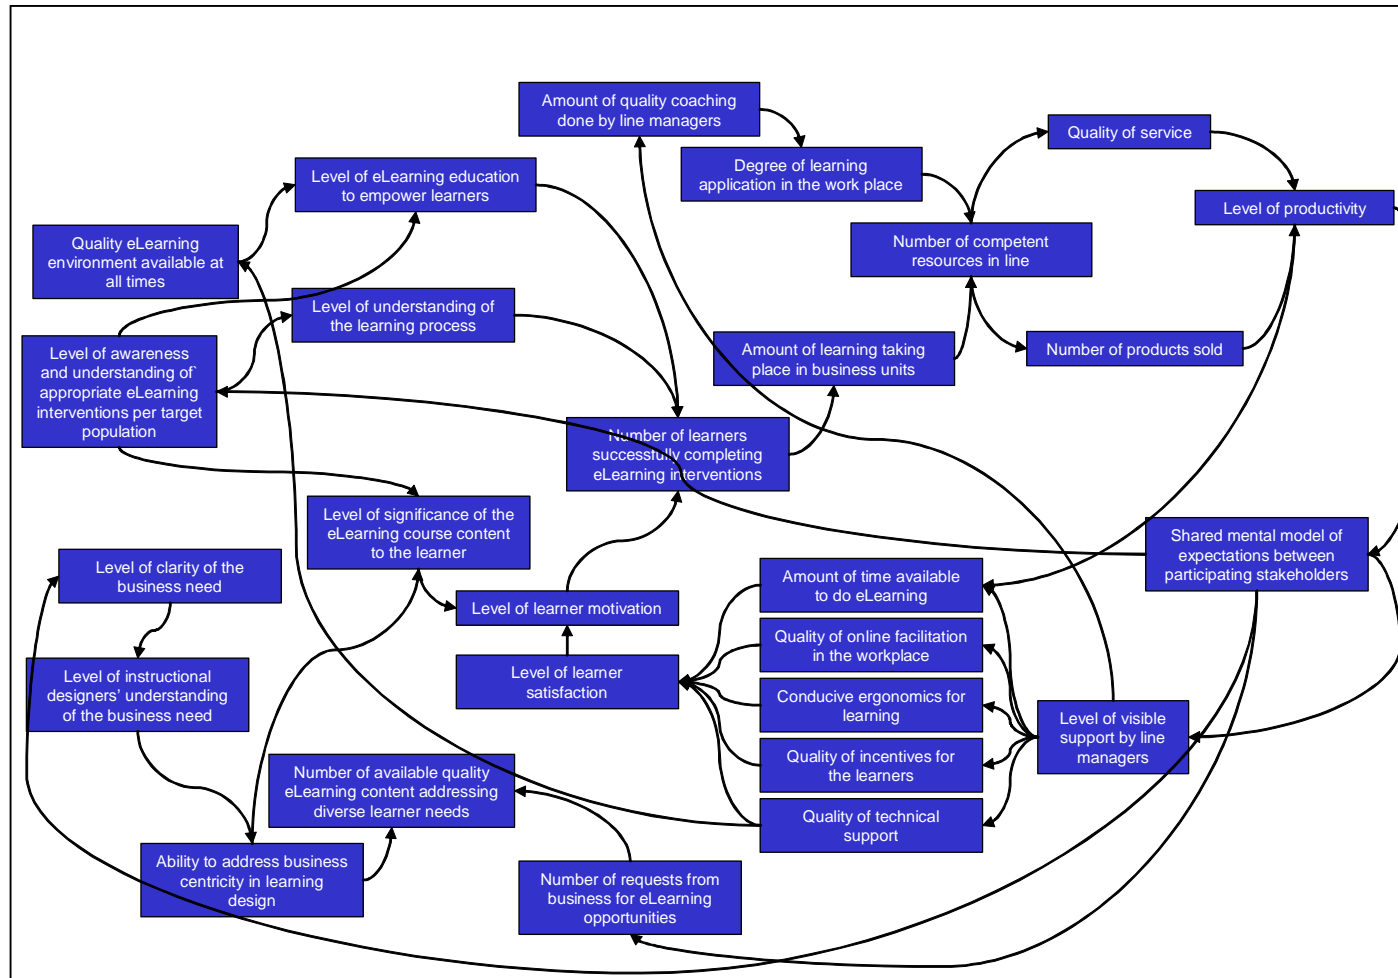 Amount of quality coaching
done by line managers
Quality of service
Degree of learning
application in the work place
Level of eLearning education
to empower learners
Level of productivity
Quality eLearning
environment available at
all times
Number of competent
resources in line
Level of understanding of
the learning process
Level of awareness
and understanding of`
appropriate eLearning
interventions per target
population
Amount of learning taking
place in business units
Number of products sold
Number of learners
successfully completing
eLearning interventions
Level of significance of the
eLearning course content
to the learner
Shared mental model of
expectations between
participating stakeholders
Level of clarity of the
business need
Amount of time available
to do eLearning
Level of learner motivation
Quality of online facilitation
in the workplace
Level of learner
satisfaction
Level of instructional
designers’ understanding
of the business need
Conducive ergonomics for
learning
Level of visible
support by line
managers
Quality of incentives for
the learners
Number of available quality
eLearning content addressing
diverse learner needs
Quality of technical
support
Ability to address business
centricity in learning
design
Number of requests from
business for eLearning
opportunities